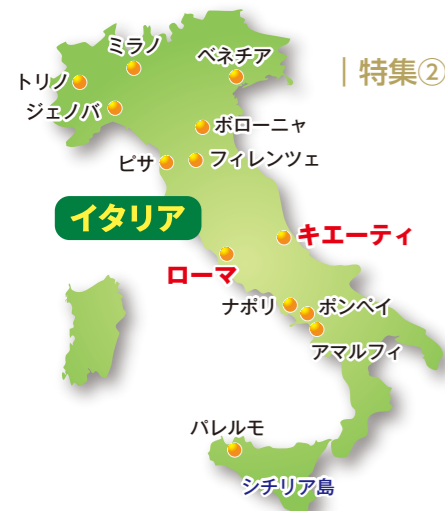 ミラノ
ベネチア
｜特集②
トリノ
ジェノバ
ボローニャ
ピサ
フィレンツェ
イタリア
キエーティ
ローマ
ナポリ
ポンペイ
アマルフィ
パレルモ
シチリア島